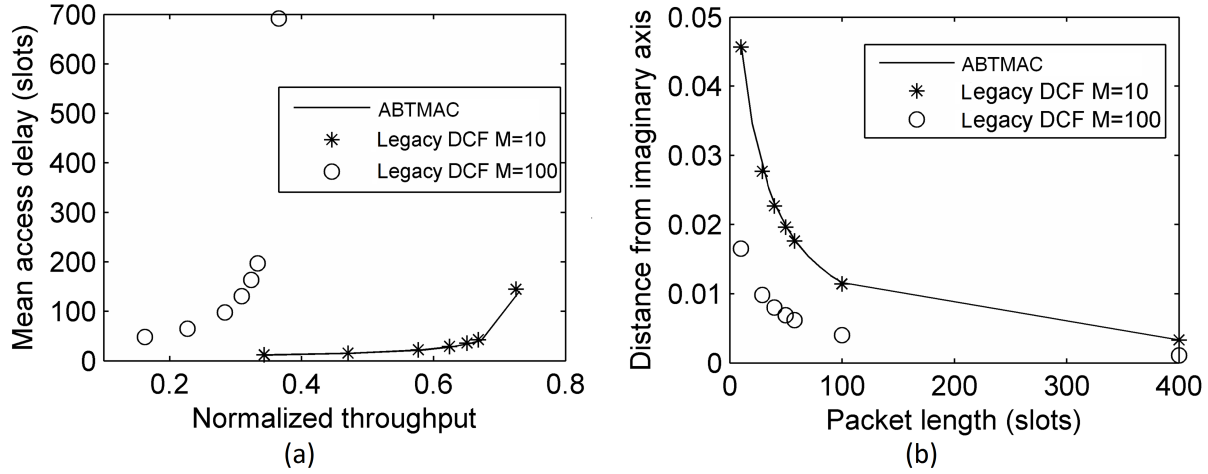 Mean access delay (slots)
700
600
500
400
300
200
100
0
0.2
0.4
0.6
0.8
Normalized throughput
ABTMAC
Legacy DCF M=10
Legacy DCF M=100
(a)
Distance from imaginary axis
0.05
0.04
0.03
0.02
0.01
0
0
100
200
300
400
Packet length (slots)
ABTMAC
Legacy DCF M=10
Legacy DCF M=100
(b)